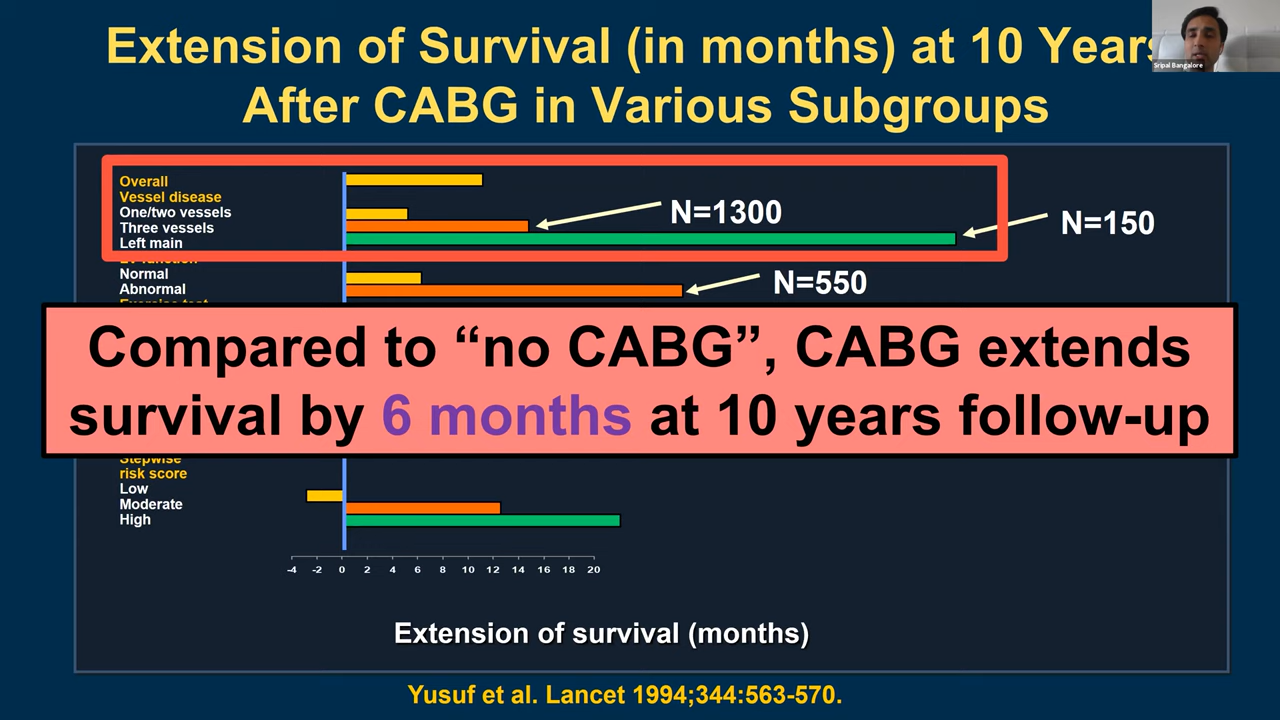 Extension of Survival (in months) at 10 Years
After CABG in Various Subgroups
Sripal Bangalore
Overall
Vessel disease
One/two vessels
Three vessels
Left main
N=1300
N=150
Normal
Abnormal
N=550
Compared to “no CABG”, CABG extends
survival by 6 months at 10 years follow-up
Stepwise
risk score
Low
Moderate
High
-4 -2 0 2 4 6 8 10 12 14 16 18 20
Extension of survival (months)
Yusuf et al. Lancet 1994;344:563-570.